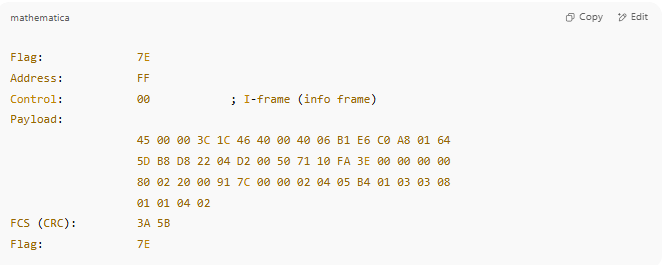 mathematica
Copy
Edit
Flag: 7E
Address: FF
Control: 00 ; I-frame (info frame)
Payload:
45 00 00 3C 1C 46 40 00 40 06 B1 E6 C0 A8 01 64
5D B8 D8 22 04 D2 00 50 71 10 FA 3E 00 00 00 00
80 02 20 00 91 7C 00 00 02 04 05 B4 01 03 03 08
01 01 04 02
FCS (CRC): 3A 5B
Flag: 7E